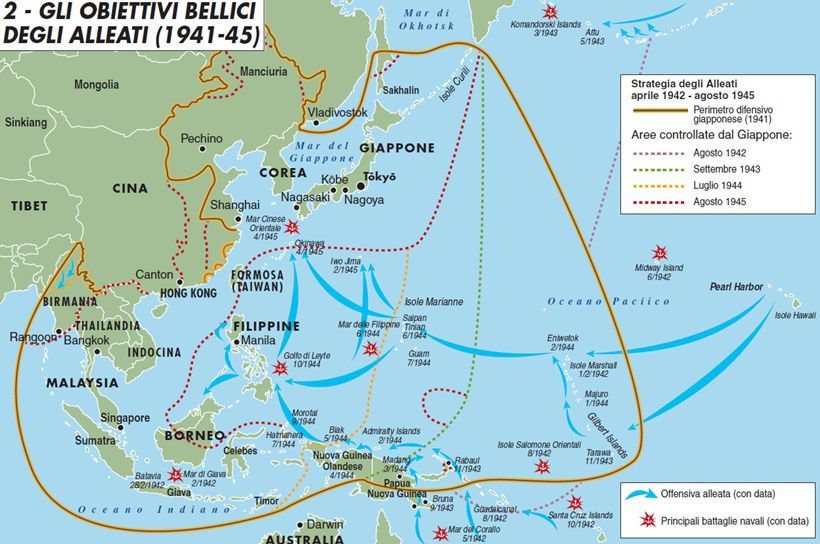 2 - GLI OBIETTIVI BELLICI
DEGLI ALLEATI (1941-45)
Mar di
Okhotsk
Komandorski Islands
3/1943
Attu
5/1943
Strategia degli Alleati
aprile 1942 - agosto 1945
Perimetro difensivo
giapponese (1941)
Aree controllate dal Giappone:
Agosto 1942
Settembre 1943
Luglio 1944
Agosto 1945
Manciuria
Mongolia
Sinkiang
Sakhalin
Isole Curili
Vladivostok
Pechino
Mar del
Giappone
GIAPPONE
COREA
Kōbe
Tōkyō
Nagasaki
Nagoya
CINA
TIBET
Shanghai
Mar Cinese
Orientale
4/1945
Okinawa
4/1945
Iwo Jima
2/1945
Midway Island
6/1942
Canton
HONG KONG
FORMOSA
(TAIWAN)
BIRMANIA
THAILANDIA
Rangoon
Bangkok
INDOCINA
FILIPPINE
Manila
Isole Marianne
Saipan
Tinian
6/1944
Mar delle Filippine
6/1944
Guam
7/1944
Oceano Paciico
Pearl Harbor
Isole Hawaii
Eniwetok
2/1944
Isole Marshall
1/2/1942
Majuro
1/1944
Gilbert Islands
Tarawa
11/1943
Golfo di Leyte
10/1944
MALAYSIA
Singapore
Sumatra
BORNEO
Celebes
Morotai
9/1944
Halmahera
7/1944
Biak
5/1944
Admiralty Islands
2/1944
Isole Salomone Orientali
8/1942
Nuova Guinea
Olandese
4/1944
Madang
3/1944
Rabaul
11/1943
Papua
Nuova Guinea
Batavia
28/2/1942
Mar di Giava
2/1942
Giava
Timor
Oceano Indiano
Darwin
AUSTRALIA
Bruna
9/1943
Guadalcanal
8/1942
Santa Cruz Islands
10/1942
Mar del Corallo
5/1942
Offensiva alleata (con data)
Principali battaglie navali (con data)